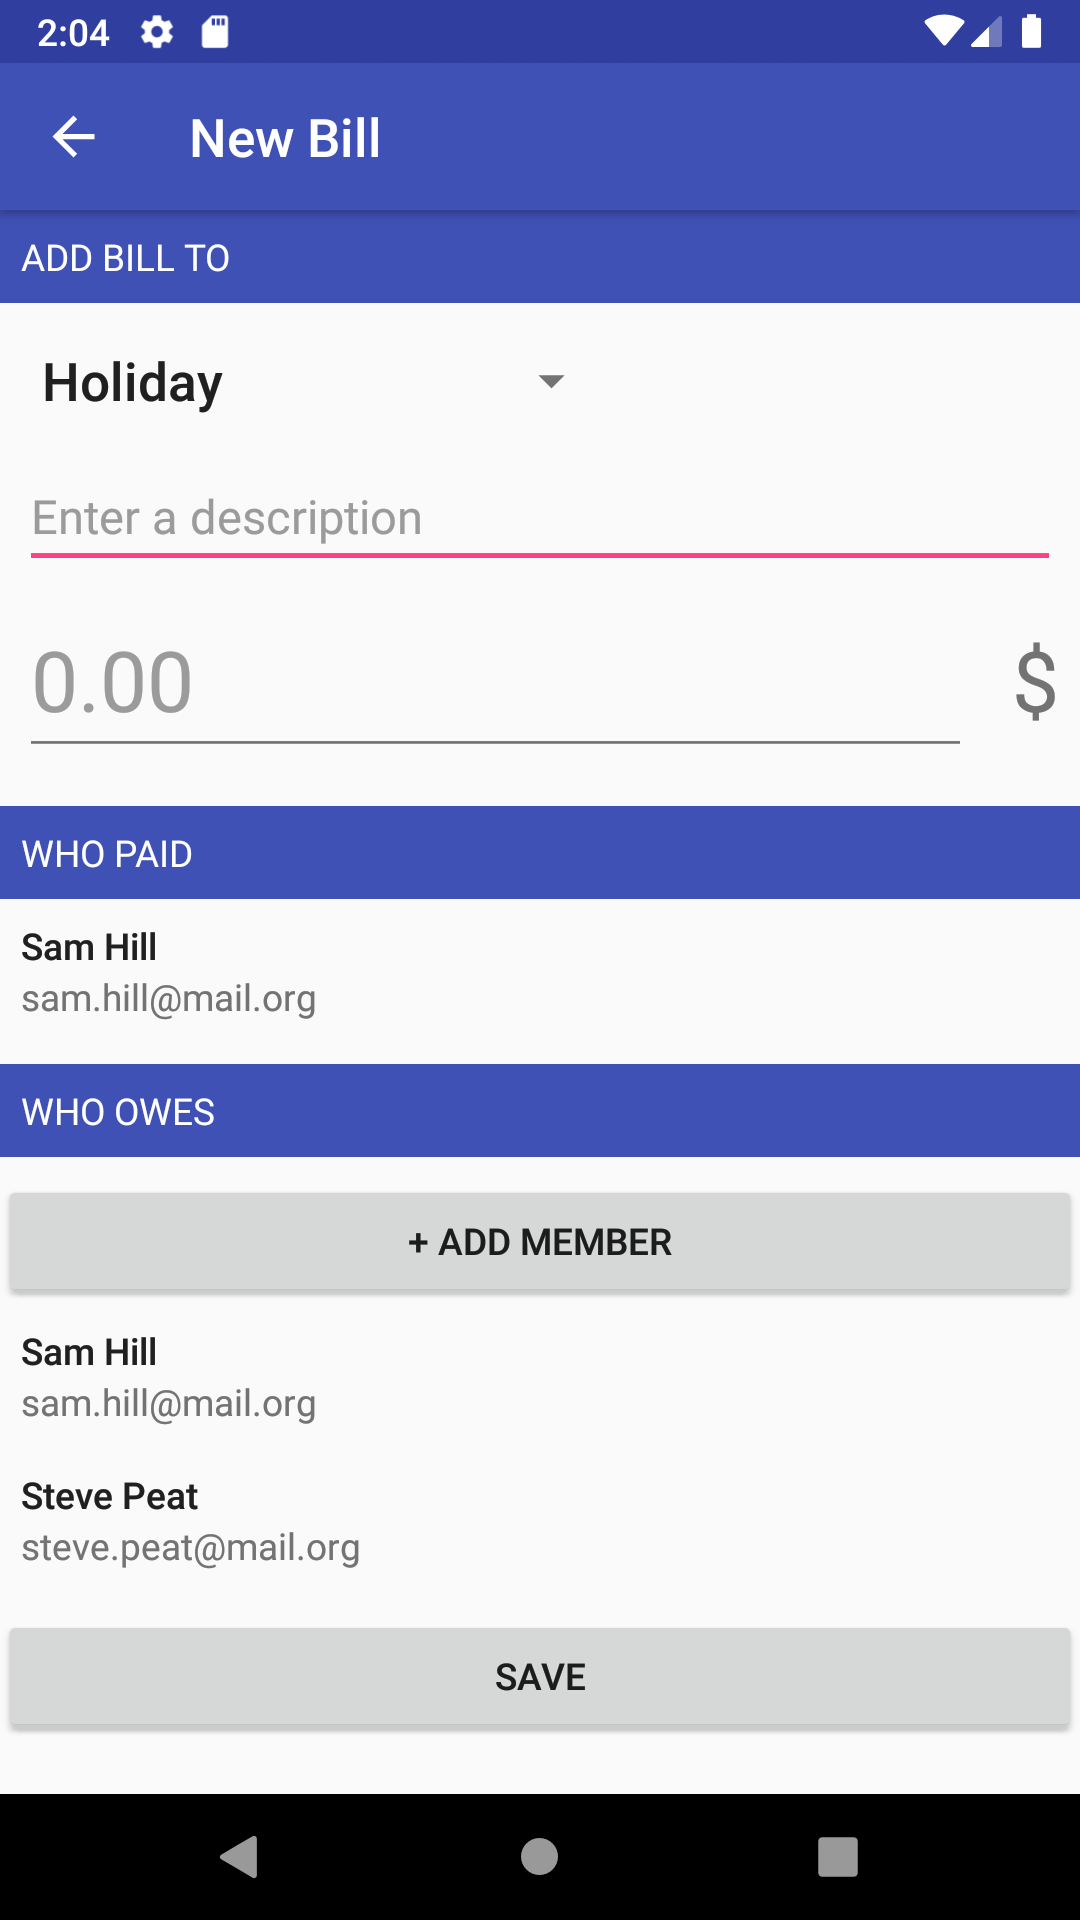 2:04
New Bill
ADD BILL TO
Holiday
Enter a description
0.00 $
WHO PAID
Sam Hill
sam.hill@mail.org
WHO OWES
+ ADD MEMBER
Sam Hill
sam.hill@mail.org
Steve Peat
steve.peat@mail.org
SAVE